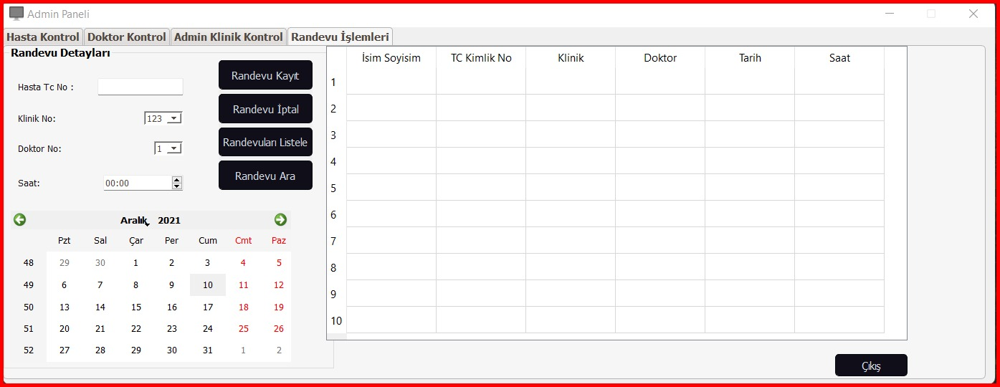 Admin Paneli
Hasta Kontrol Doktor Kontrol Admin Klinik Kontrol Randevu İşlemleri
Randevu Detayları
Hasta Tc No :
Klinik No: 123
Doktor No: 1
Saat: 00:00
Randevu Kayıt
Randevu İptal
Randevuları Listele
Randevu Ara
Aralık 2021
Pzt Sal Çar Per Cum Cmt Paz
48 29 30 1 2 3 4 5
49 6 7 8 9 10 11 12
50 13 14 15 16 17 18 19
51 20 21 22 23 24 25 26
52 27 28 29 30 31 1 2
İsim Soyisim TC Kimlik No Klinik Doktor Tarih Saat
1
2
3
4
5
6
7
8
9
10
Çıkış